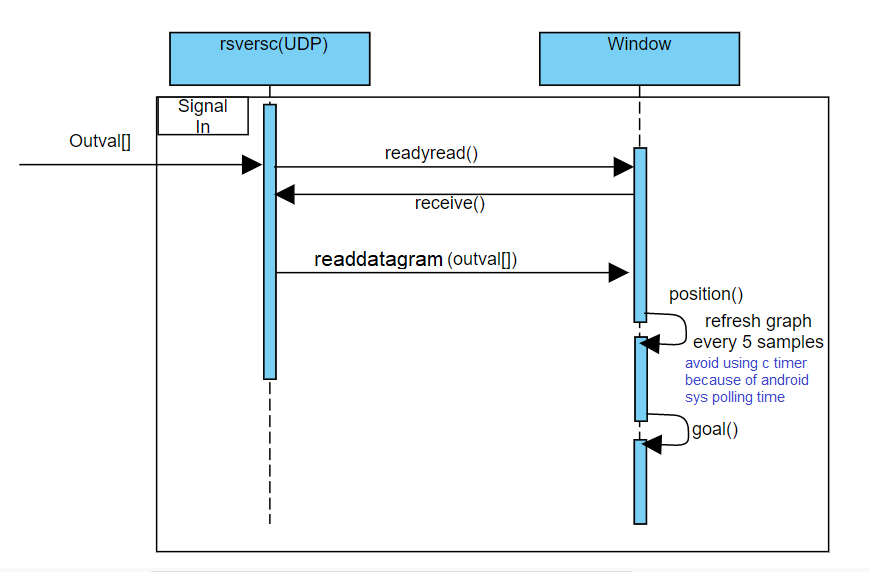 rsversc(UDP)
Window
Signal
In
Outval[]
readyread()
receive()
readdatagram (outval[])
position()
refresh graph
every 5 samples
avoid using c timer
because of android
sys polling time
goal()